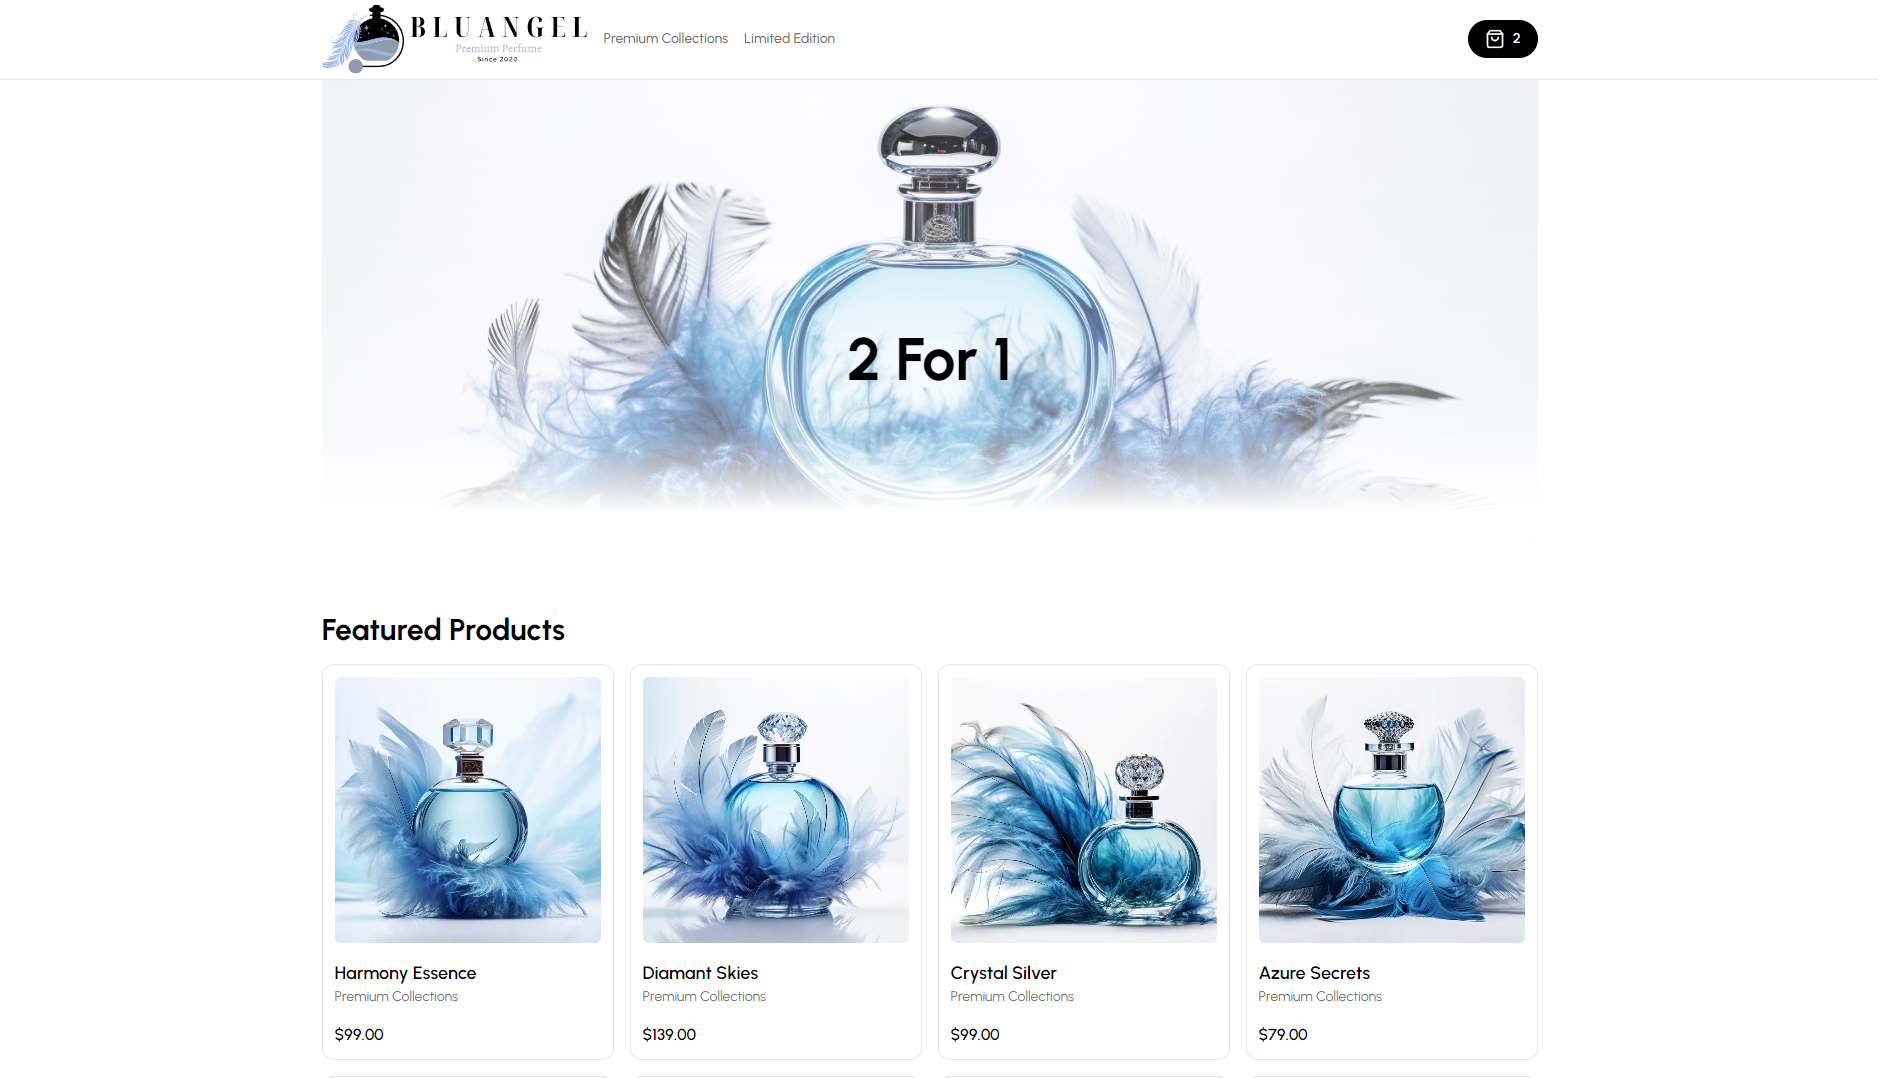 BLUANGEL
Premium Perfume
Since 2020.
Premium Collections
Limited Edition
2
2 For 1
Featured Products
Harmony Essence
Premium Collections
$99.00
Diamant Skies
Premium Collections
$139.00
Crystal Silver
Premium Collections
$99.00
Azure Secrets
Premium Collections
$79.00